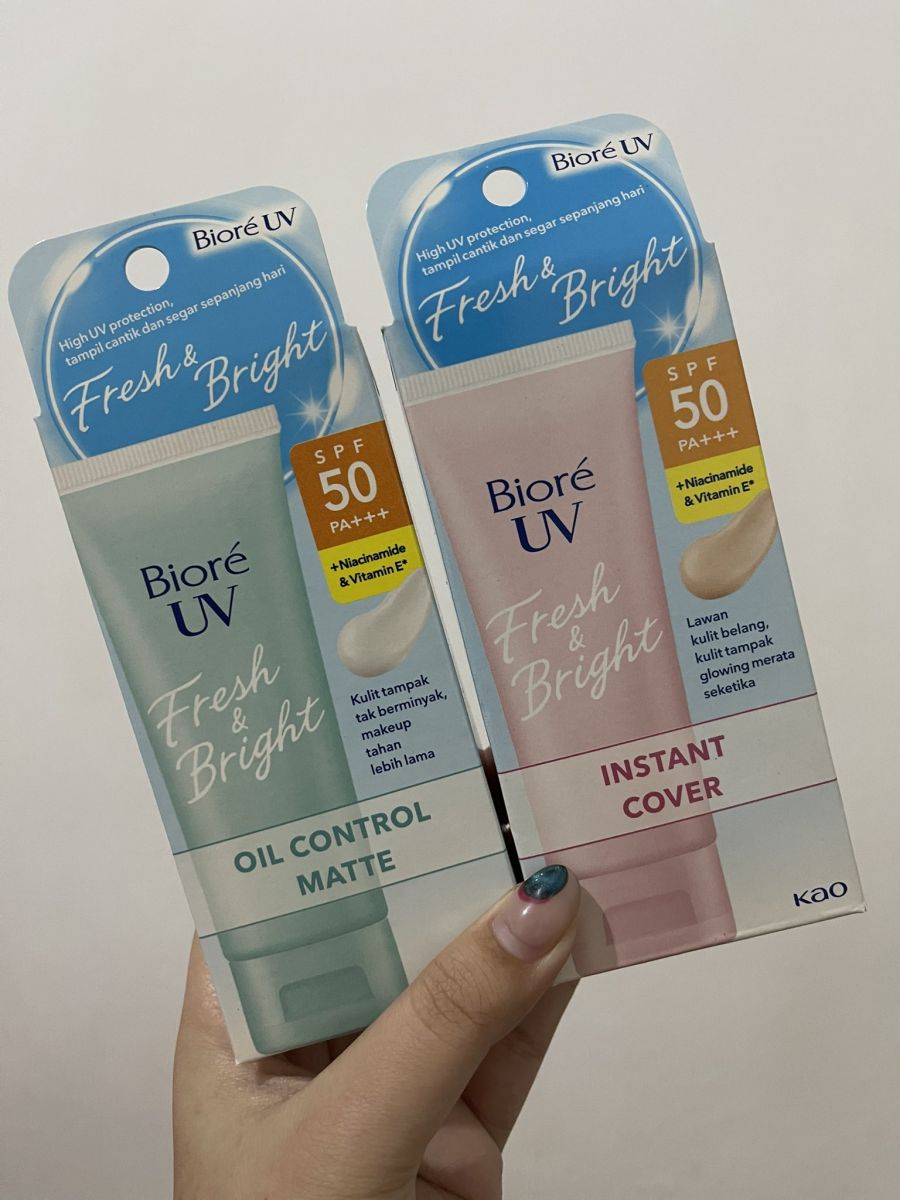 Bioré UV
High UV protection,
tampil cantik dan segar sepanjang hari
Fresh &
Bright
SPF
50
PA+++
+Niacinamide
& Vitamin E*
Bioré
UV
Fresh
&
Bright
Kulit tampak
tak berminyak,
makeup
tahan
lebih lama
OIL CONTROL
MATTE
Bioré UV
High UV protection,
tampil cantik dan segar sepanjang hari
Fresh &
Bright
SPF
50
PA+++
+Niacinamide
& Vitamin E*
Bioré
UV
Fresh
&
Bright
Lawan
kulit belang,
kulit tampak
glowing merata
seketika
INSTANT
COVER
Kao